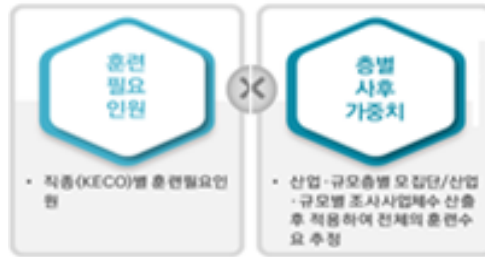 훈련
필요
인원
• 직종(KECO)별 훈련필요인
원
층별
사후
가중치
• 산업·규모층별 모집단/산업
·규모별 조사사업체수 산출
후 적용하여 전체의 훈련수
요 추정